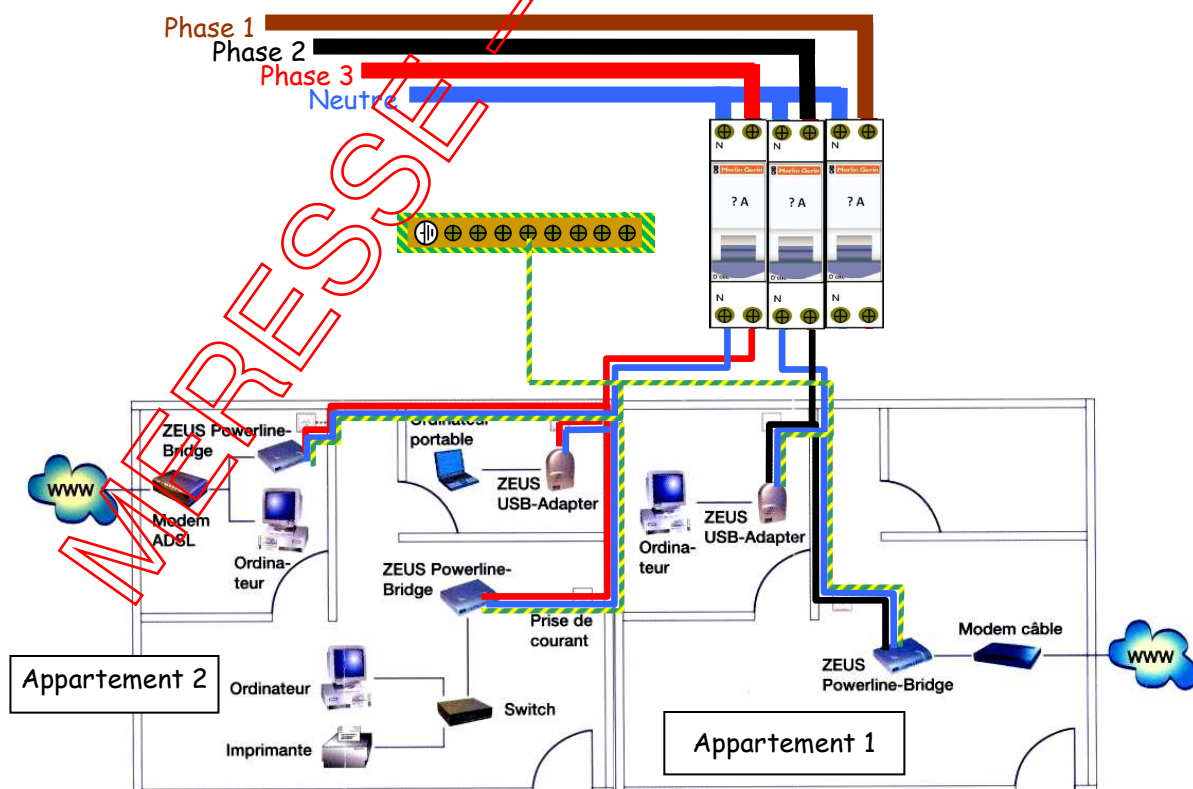 Phase 1
Phase 2
Phase 3
Neutre
N
N
N
Merlin Gerin
Merlin Gerin
Merlin Gerin
? A
? A
? A
D'clic
N
N
N
MERESSE
ZEUS Powerline-
Bridge
Ordinateur
portable
www
ZEUS
USB-Adapter
ZEUS
USB-Adapter
Modem
ADSL
Ordina-
teur
Ordina-
teur
ZEUS Powerline-
Bridge
Prise de
courant
Modem câble
www
ZEUS
Powerline-Bridge
Appartement 2
Ordinateur
Switch
Imprimante
Appartement 1